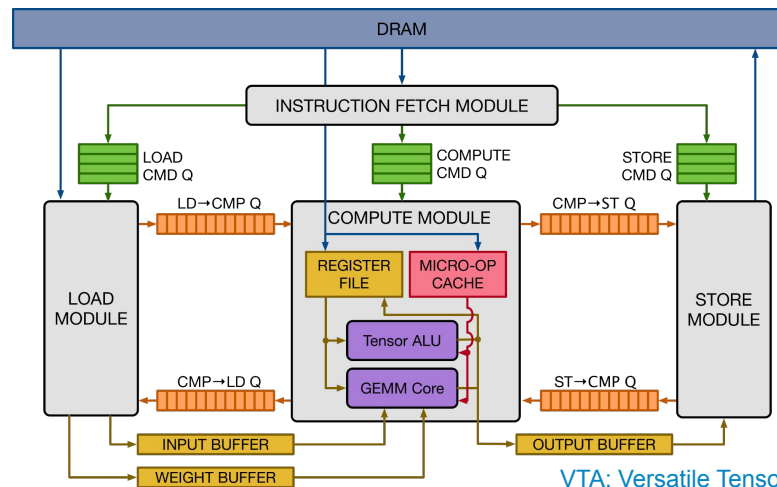 DRAM
INSTRUCTION FETCH MODULE
LOAD
CMD Q
COMPUTE
CMD Q
STORE
CMD Q
LD→CMP Q
COMPUTE MODULE
CMP→ST Q
REGISTER
FILE
MICRO-OP
CACHE
LOAD
MODULE
STORE
MODULE
Tensor ALU
GEMM Core
CMP→LD Q
ST→CMP Q
INPUT BUFFER
OUTPUT BUFFER
WEIGHT BUFFER
VTA: Versatile Tenso